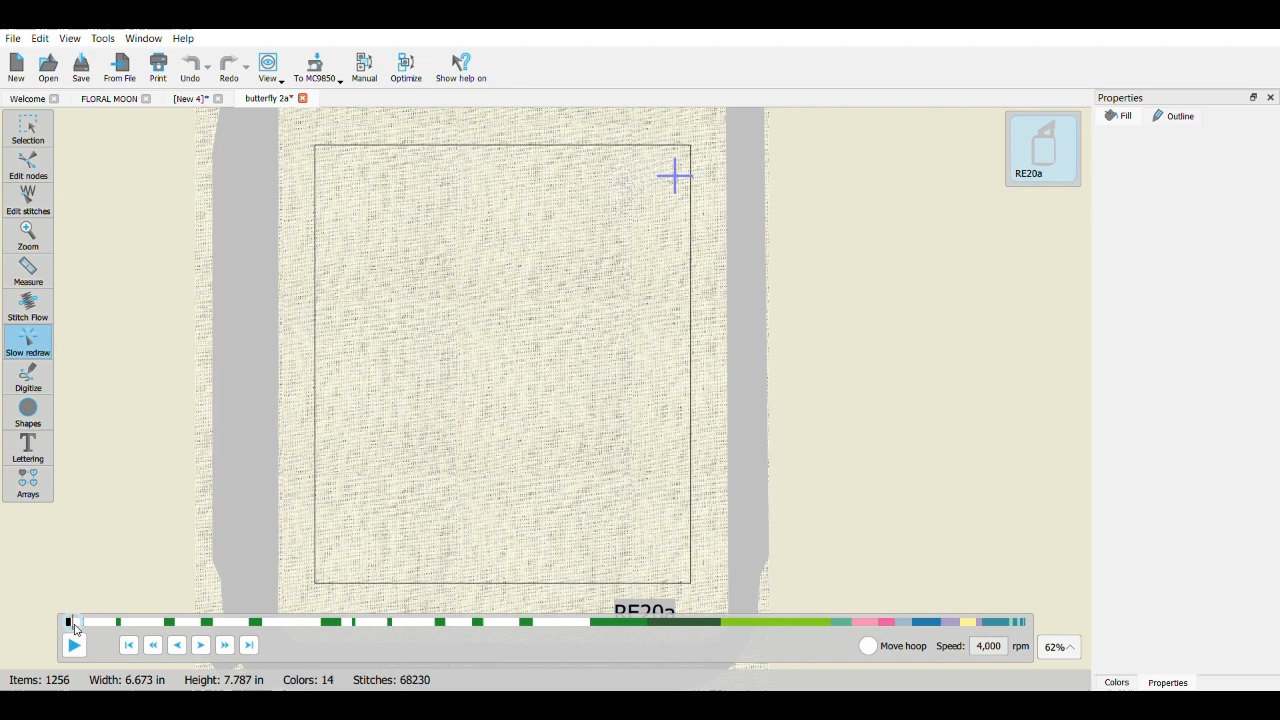 File Edit View Tools Window Help
New Open Save From File Print Undo Redo View To MC9850 Manual Optimize Show help on
Welcome FLORAL MOON [New 4]* butterfly 2a*
Properties
Fill Outline
RE20a
Selection
Edit nodes
Edit stitches
Zoom
Measure
Stitch Flow
Slow redraw
Digitize
Shapes
Lettering
Arrays
RE20a
Move hoop Speed: 4,000 rpm 62%
Items: 1256 Width: 6.673 in Height: 7.787 in Colors: 14 Stitches: 68230
Colors Properties